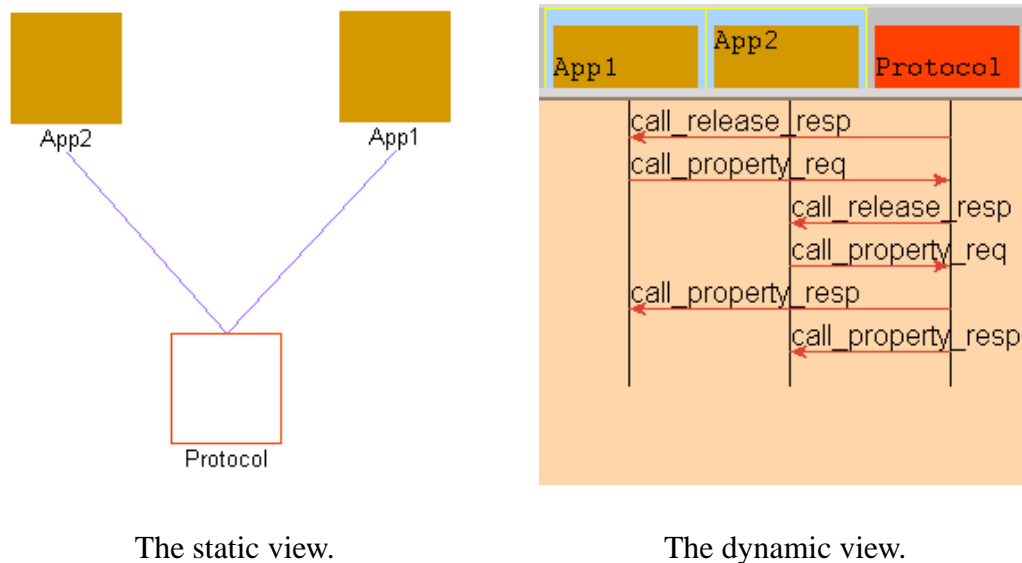 App2
App1
Protocol
The static view.
App1
App2
Protocol
call_release_resp
call_property_req
call_release_resp
call_property_req
call_property_resp
call_property_resp
The dynamic view.